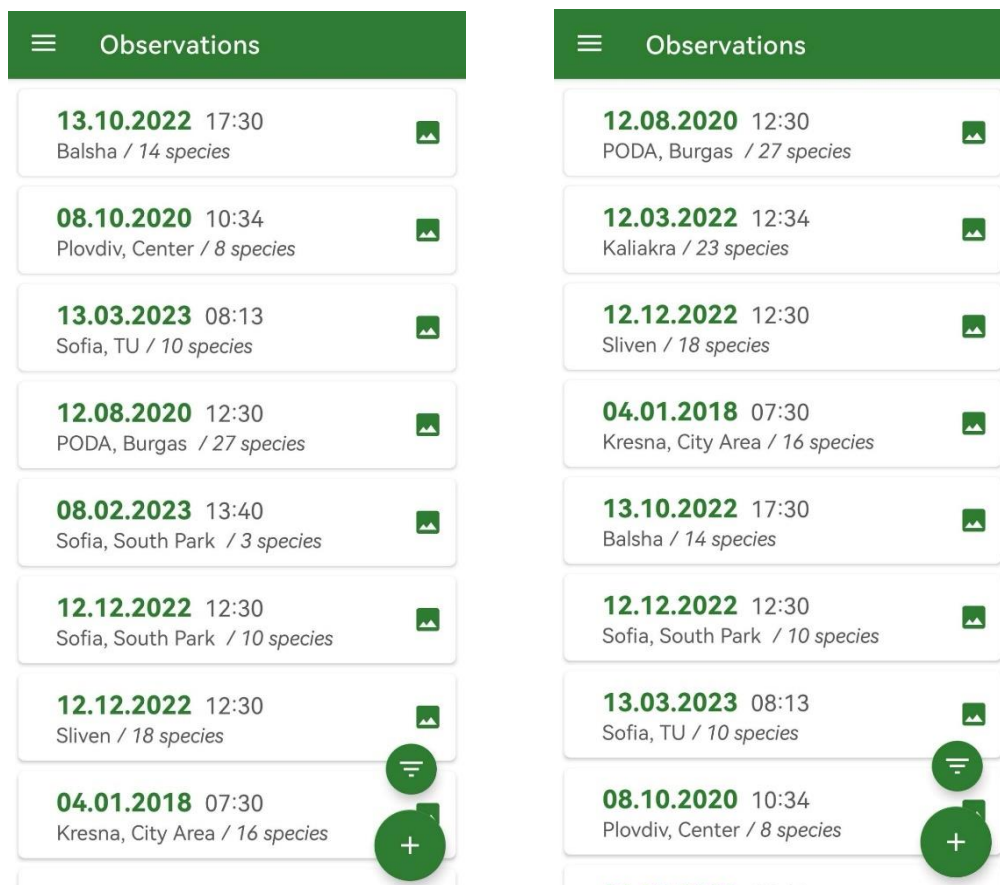 Observations
13.10.2022 17:30
Balsha / 14 species
08.10.2020 10:34
Plovdiv, Center / 8 species
13.03.2023 08:13
Sofia, TU / 10 species
12.08.2020 12:30
PODA, Burgas / 27 species
08.02.2023 13:40
Sofia, South Park / 3 species
12.12.2022 12:30
Sofia, South Park / 10 species
12.12.2022 12:30
Sliven / 18 species
04.01.2018 07:30
Kresna, City Area / 16 species
Observations
12.08.2020 12:30
PODA, Burgas / 27 species
12.03.2022 12:34
Kaliakra / 23 species
12.12.2022 12:30
Sliven / 18 species
04.01.2018 07:30
Kresna, City Area / 16 species
13.10.2022 17:30
Balsha / 14 species
12.12.2022 12:30
Sofia, South Park / 10 species
13.03.2023 08:13
Sofia, TU / 10 species
08.10.2020 10:34
Plovdiv, Center / 8 species